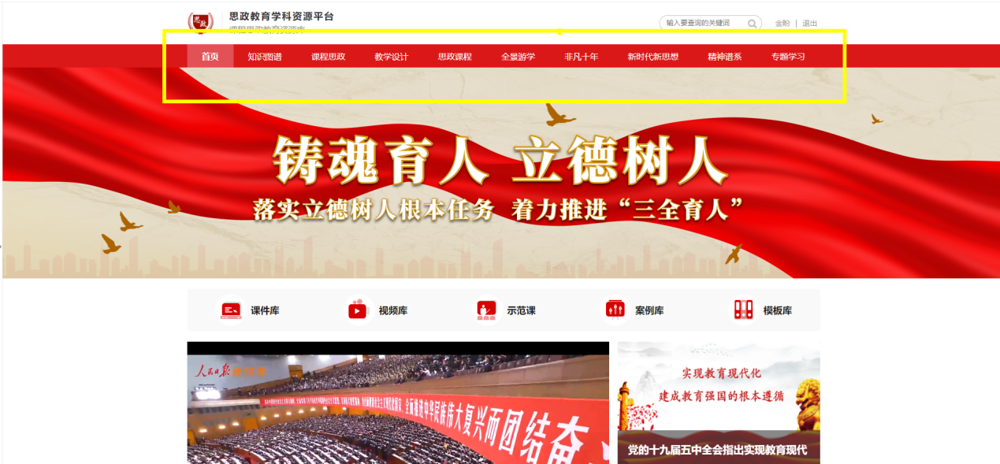 思政
思政教育学科资源平台
课程思政教育资源库
输入要查询的关键词
金盼 | 退出
首页 知识图谱 课程思政 教学设计 思政课程 全景游学 非凡十年 新时代新思想 精神谱系 专题学习
铸魂育人 立德树人
落实立德树人根本任务 着力推进“三全育人”
课件库 视频库 示范课 案例库 模板库
人民日报
全面推进中华民族伟大复兴而团结奋
实现教育现代化
建成教育强国的根本遵循
党的十九届五中全会指出实现教育现代